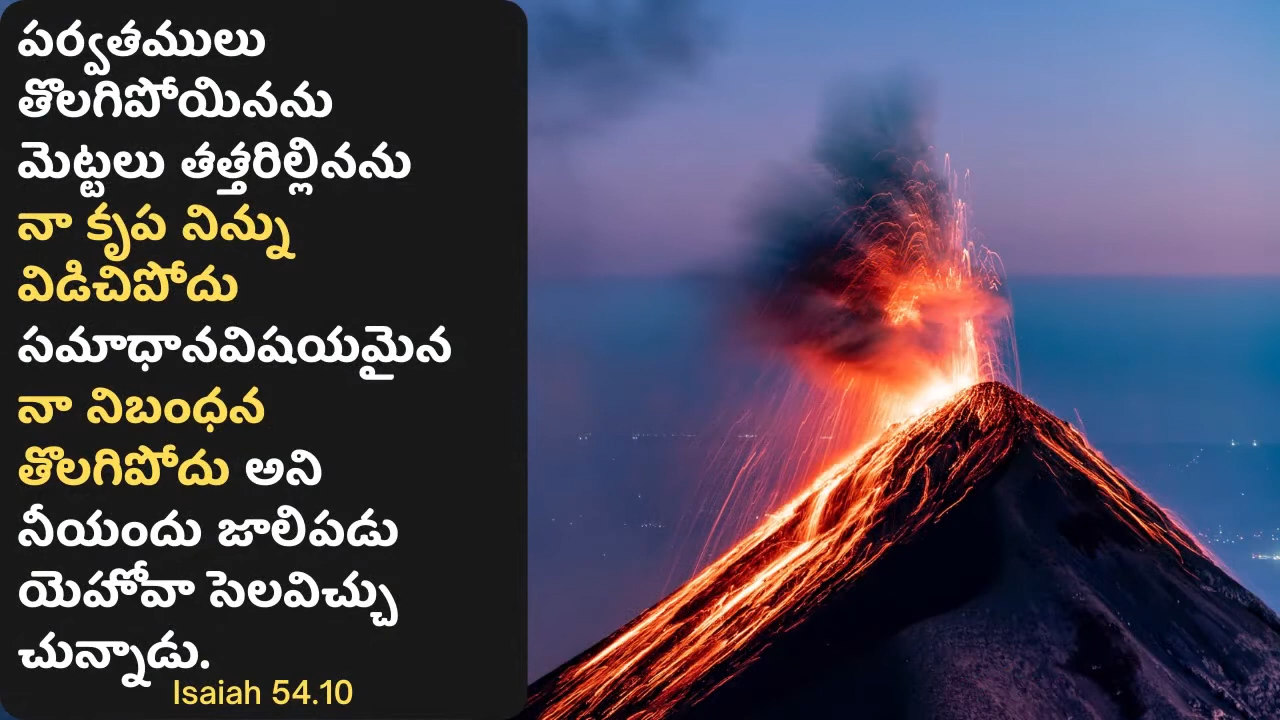 పర్వతములు
తొలగిపోయినను
మెట్టలు తత్తరిల్లినను
నా కృప నిన్ను
విడిచిపోదు
సమాధానవిషయమైన
నా నిబంధన
తొలగిపోదు అని
నీయందు జాలిపడు
యెహోవా సెలవిచ్చు
చున్నాడు.
Isaiah 54.10